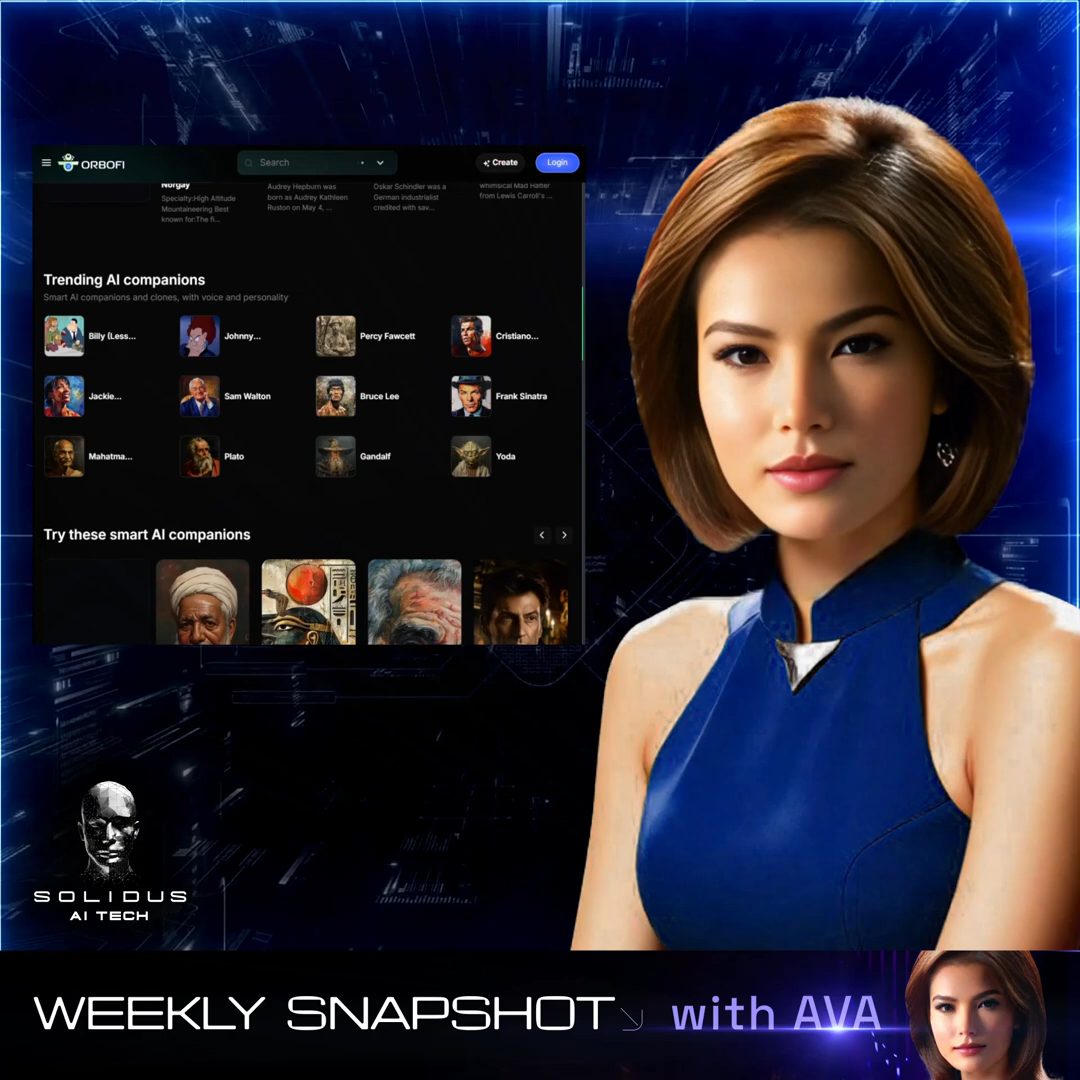 ORBOFI
Search
Create
Login
Norgay
Specialty:High Altitude
Mountaineering Best
known for:The fi...
Audrey Hepburn was
born as Audrey Kathleen
Ruston on May 4, ...
Oskar Schindler was a
German industrialist
credited with sav...
whimsical Mad Hatter
from Lewis Carroll's ...
Trending AI companions
Smart AI companions and clones, with voice and personality
Billy (Less...
Johnny...
Percy Fawcett
Cristiano...
Jackie...
Sam Walton
Bruce Lee
Frank Sinatra
Mahatma...
Plato
Gandalf
Yoda
Try these smart AI companions
SOLIDUS
AI TECH
WEEKLY SNAPSHOT with AVA